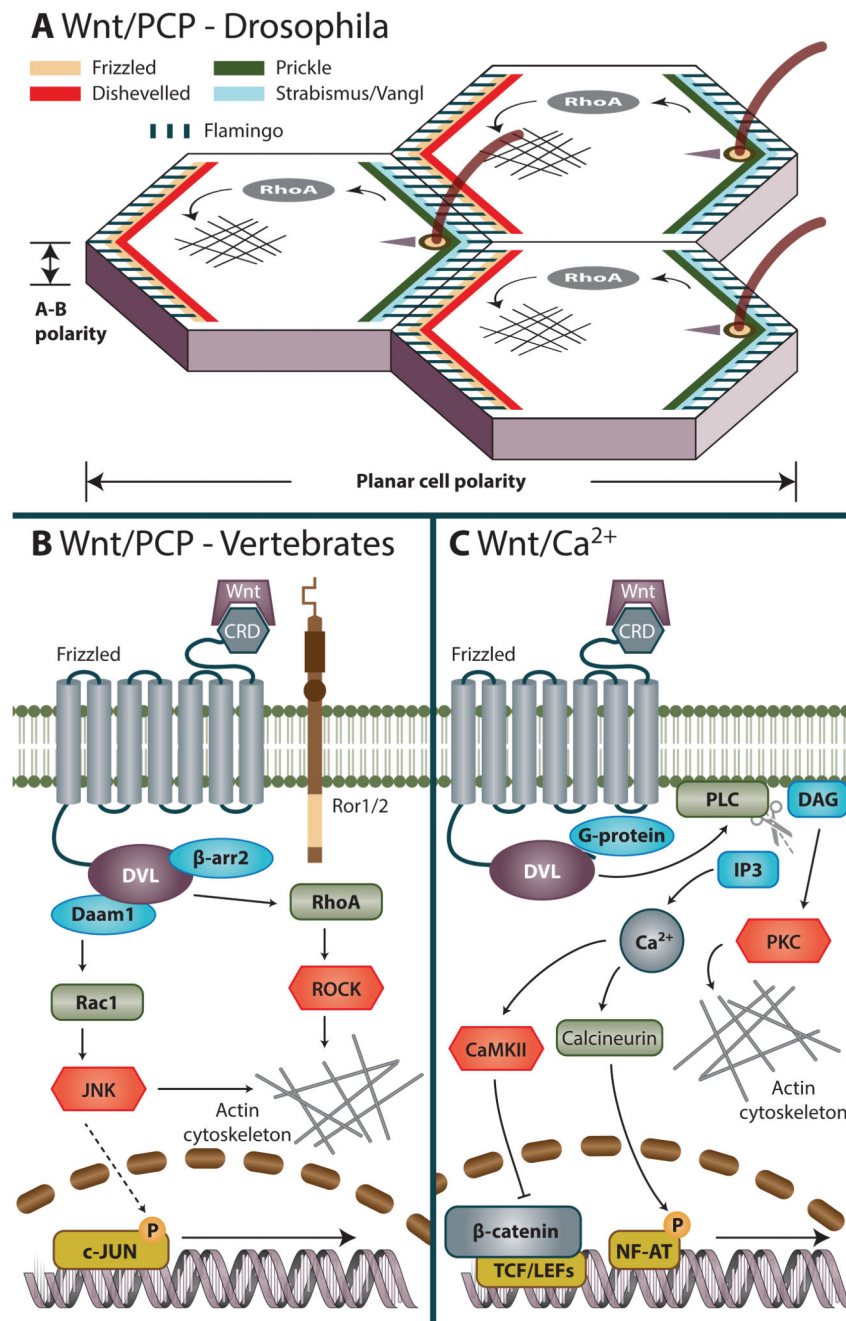 A Wnt/PCP - Drosophila
Frizzled
Prickle
Dishevelled
Strabismus/Vangl
Flamingo
RhoA
RhoA
RhoA
A-B
polarity
Planar cell polarity
B Wnt/PCP - Vertebrates
Wnt
CRD
Frizzled
Ror1/2
β-arr2
DVL
Daam1
RhoA
Rac1
ROCK
JNK
Actin
cytoskeleton
P
c-JUN
C Wnt/Ca²⁺
Wnt
CRD
Frizzled
PLC
DAG
G-protein
DVL
IP3
Ca²⁺
PKC
CaMKII
Calcineurin
Actin
cytoskeleton
P
β-catenin
NF-AT
TCF/LEFs